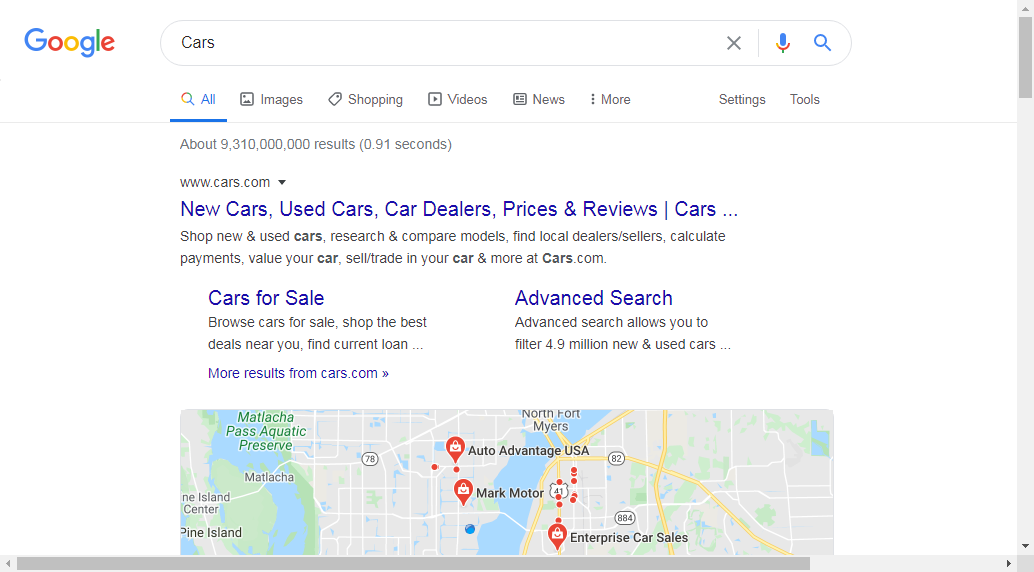 Google
Cars
All
Images
Shopping
Videos
News
More
Settings
Tools
About 9,310,000,000 results (0.91 seconds)
www.cars.com
New Cars, Used Cars, Car Dealers, Prices & Reviews | Cars ...
Shop new & used cars, research & compare models, find local dealers/sellers, calculate
payments, value your car, sell/trade in your car & more at Cars.com.
Cars for Sale
Browse cars for sale, shop the best
deals near you, find current loan ...
Advanced Search
Advanced search allows you to
filter 4.9 million new & used cars ...
More results from cars.com »
Matlacha
Pass Aquatic
Preserve
North Fort
Myers
78
Auto Advantage USA
82
Matlacha
Mark Motor
41
ne Island
Center
884
Pine Island
Enterprise Car Sales